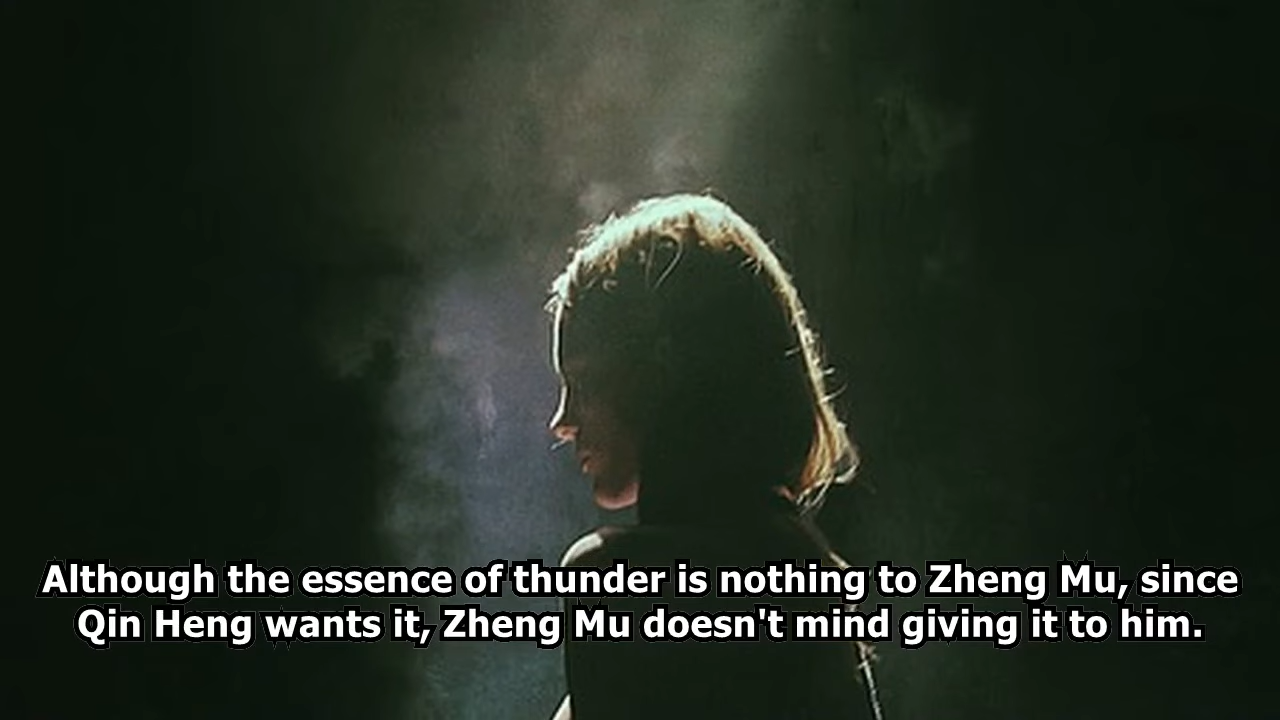 Although the essence of thunder is nothing to Zheng Mu, since
Qin Heng wants it, Zheng Mu doesn't mind giving it to him.